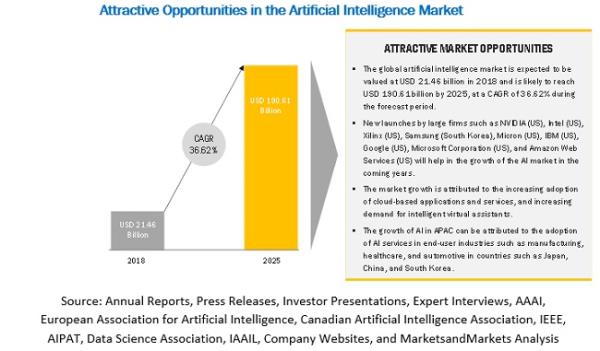 Attractive Opportunities in the Artificial Intelligence Market
USD 21.46
Billion
2018
CAGR
36.62%
USD 190.61
Billion
2025
ATTRACTIVE MARKET OPPORTUNITIES
▪ The global artificial intelligence market is expected to be
valued at USD 21.46 billion in 2018 and is likely to reach
USD 190.61billion by 2025, at a CAGR of 36.62% during
the forecast period.
▪ New launches by large firms such as NVIDIA (US), Intel (US),
Xilinx (US), Samsung (South Korea), Micron (US), IBM (US),
Google (US), Microsoft Corporation (US), and Amazon Web
Services (US) will help in the growth of the AI market in the
coming years.
▪ The market growth is attributed to the increasing adoption
of cloud-based applications and services, and increasing
demand for intelligent virtual assistants.
▪ The growth of AI in APAC can be attributed to the adoption
of AI services in end-user industries such as manufacturing,
healthcare, and automotive in countries such as Japan,
China, and South Korea.
Source: Annual Reports, Press Releases, Investor Presentations, Expert Interviews, AAAI,
European Association for Artificial Intelligence, Canadian Artificial Intelligence Association, IEEE,
AIPAT, Data Science Association, IAAIL, Company Websites, and MarketsandMarkets Analysis